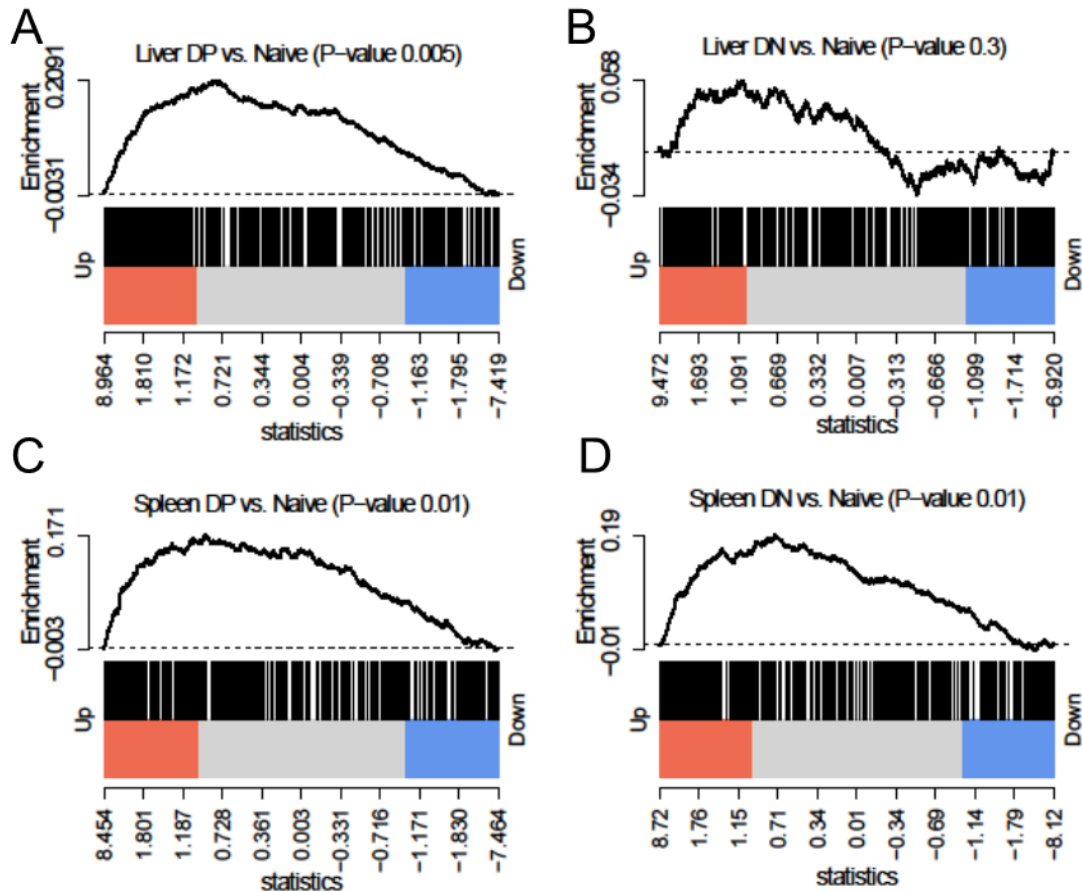 A
Liver DP vs. Naive (P-value 0.005)
Enrichment
-0.0031 0.2091
Up
Down
8.964 1.810 1.172 0.721 0.344 0.004 -0.339 -0.708 -1.163 -1.795 -7.419
statistics
B
Liver DN vs. Naive (P-value 0.3)
Enrichment
-0.034 0.058
Up
Down
9.472 1.693 1.091 0.669 0.332 0.007 -0.313 -0.666 -1.099 -1.714 -6.920
statistics
C
Spleen DP vs. Naive (P-value 0.01)
Enrichment
-0.003 0.171
Up
Down
8.454 1.801 1.187 0.728 0.361 0.003 -0.331 -0.716 -1.171 -1.830 -7.464
statistics
D
Spleen DN vs. Naive (P-value 0.01)
Enrichment
-0.01 0.19
Up
Down
8.72 1.76 1.15 0.71 0.34 0.01 -0.34 -0.69 -1.14 -1.79 -8.12
statistics